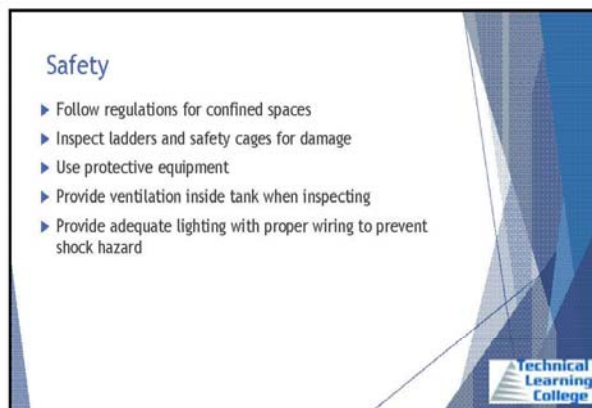 Safety
Follow regulations for confined spaces
Inspect ladders and safety cages for damage
Use protective equipment
Provide ventilation inside tank when inspecting
Provide adequate lighting with proper wiring to prevent
shock hazard
Technical
Learning
College